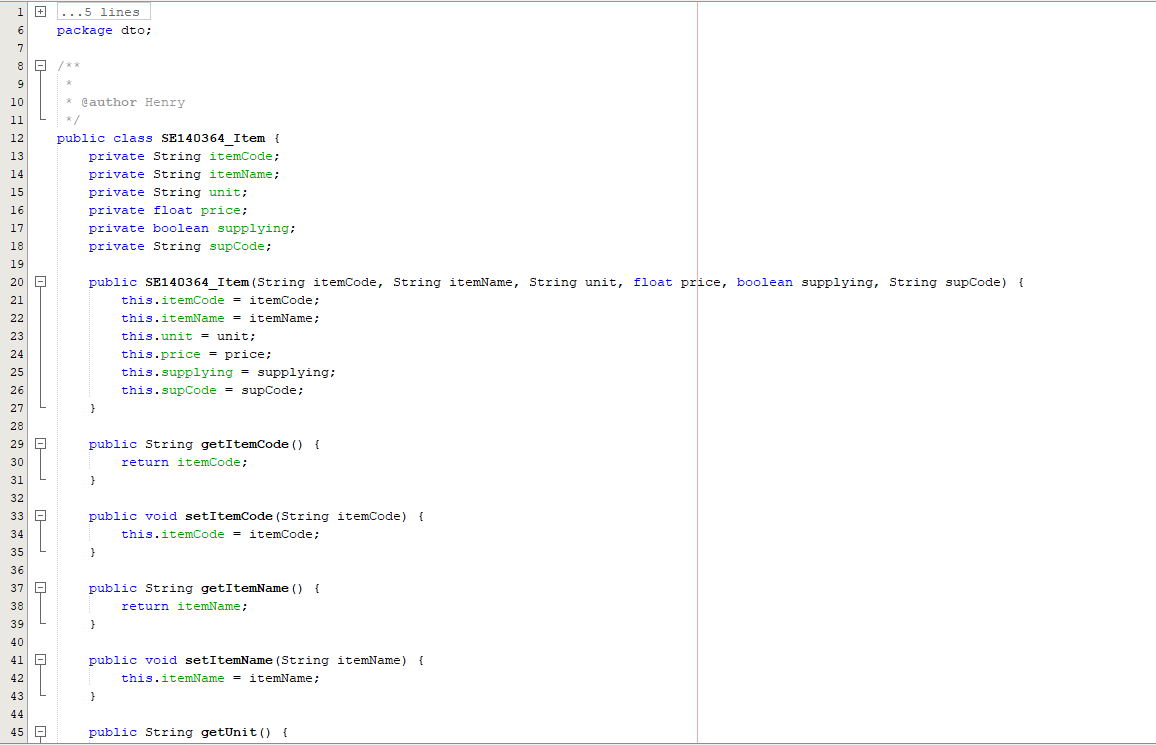 1 ...5 lines
6 package dto;
7
8 /**
9 *
10 * @author Henry
11 */
12 public class SE140364_Item {
13 private String itemCode;
14 private String itemName;
15 private String unit;
16 private float price;
17 private boolean supplying;
18 private String supCode;
19
20 public SE140364_Item(String itemCode, String itemName, String unit, float price, boolean supplying, String supCode) {
21 this.itemCode = itemCode;
22 this.itemName = itemName;
23 this.unit = unit;
24 this.price = price;
25 this.supplying = supplying;
26 this.supCode = supCode;
27 }
28
29 public String getItemCode() {
30 return itemCode;
31 }
32
33 public void setItemCode(String itemCode) {
34 this.itemCode = itemCode;
35 }
36
37 public String getItemName() {
38 return itemName;
39 }
40
41 public void setItemName(String itemName) {
42 this.itemName = itemName;
43 }
44
45 public String getUnit() {